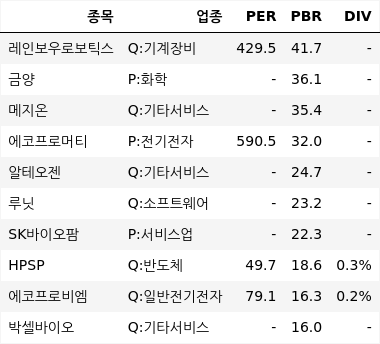 종목 업종 PER PBR DIV
레인보우로보틱스 Q:기계장비 429.5 41.7 -
금양 P:화학 - 36.1 -
메지온 Q:기타서비스 - 35.4 -
에코프로머티 P:전기전자 590.5 32.0 -
알테오젠 Q:기타서비스 - 24.7 -
루닛 Q:소프트웨어 - 23.2 -
SK바이오팜 P:서비스업 - 22.3 -
HPSP Q:반도체 49.7 18.6 0.3%
에코프로비엠 Q:일반전기전자 79.1 16.3 0.2%
박셀바이오 Q:기타서비스 - 16.0 -